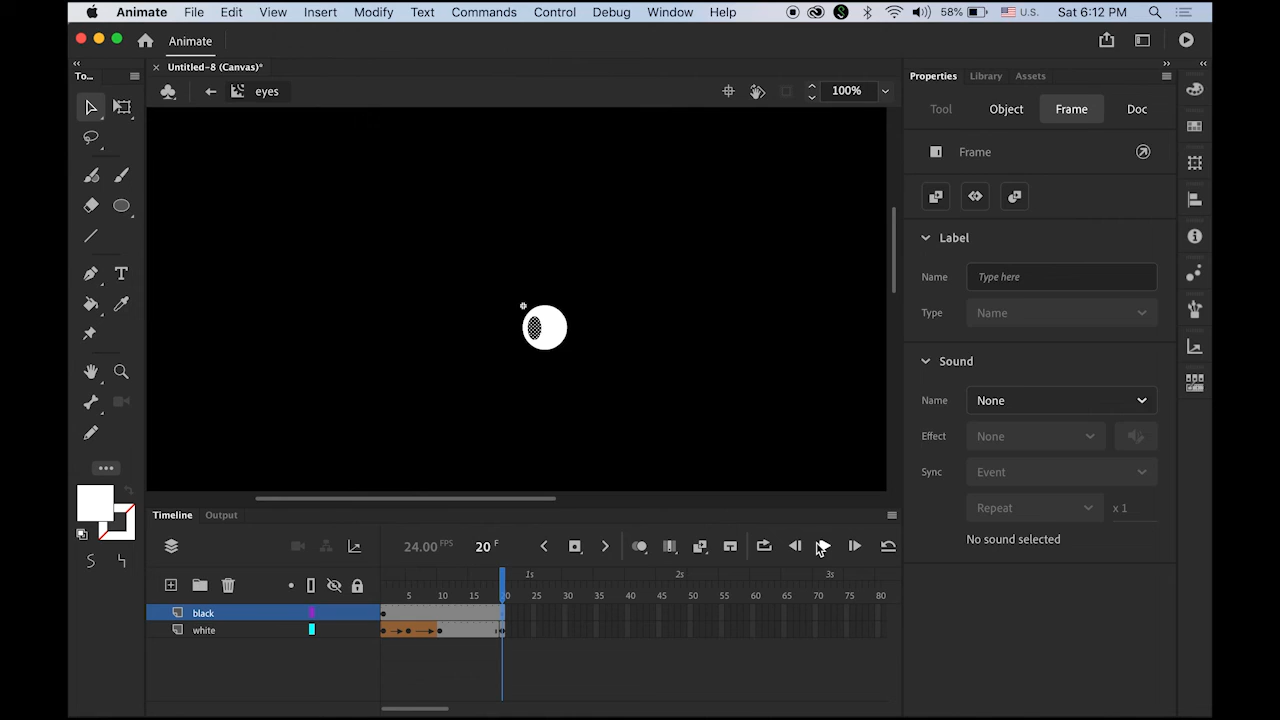 Animate File Edit View Insert Modify Text Commands Control Debug Window Help 58% U.S. Sat 6:12 PM
Animate
Untitled-8 (Canvas)*
To...
eyes
100%
Properties Library Assets
Tool Object Frame Doc
Frame
Label
Name Type here
Type Name
Sound
Name None
Effect None
Sync Event
Repeat x 1
No sound selected
T
Timeline Output
24.00 FPS 20 F
1s 2s 3s
5 10 15 20 25 30 35 40 45 50 55 60 65 70 75 80
black
white